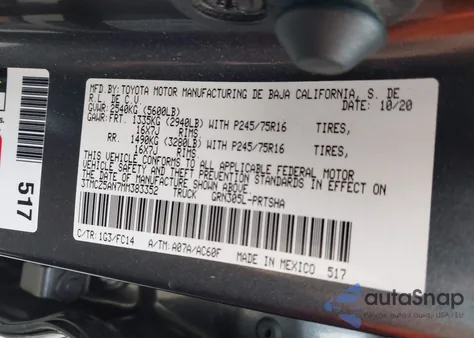 MFD. BY: TOYOTA MOTOR MANUFACTURING DE BAJA CALIFORNIA, S. DE
R. L. DE C. V. DATE: 10/20
GVWR: 2540KG (5600LB)
GAWR: FRT. 1335KG (2940LB) WITH P245/75R16 TIRES,
16X7J RIMS
RR. 1490KG (3280LB) WITH P245/75R16 TIRES,
16X7J RIMS
THIS VEHICLE CONFORMS TO ALL APPLICABLE FEDERAL MOTOR
VEHICLE SAFETY AND THEFT PREVENTION STANDARDS IN EFFECT ON
THE DATE OF MANUFACTURE SHOWN ABOVE.
3TMCZ5AN7MM383352 TRUCK GRN305L-PRTSHA
C/TR: 1G3/FC14 A/TM: A07A/AC60F MADE IN MEXICO 517
517
autoSnap